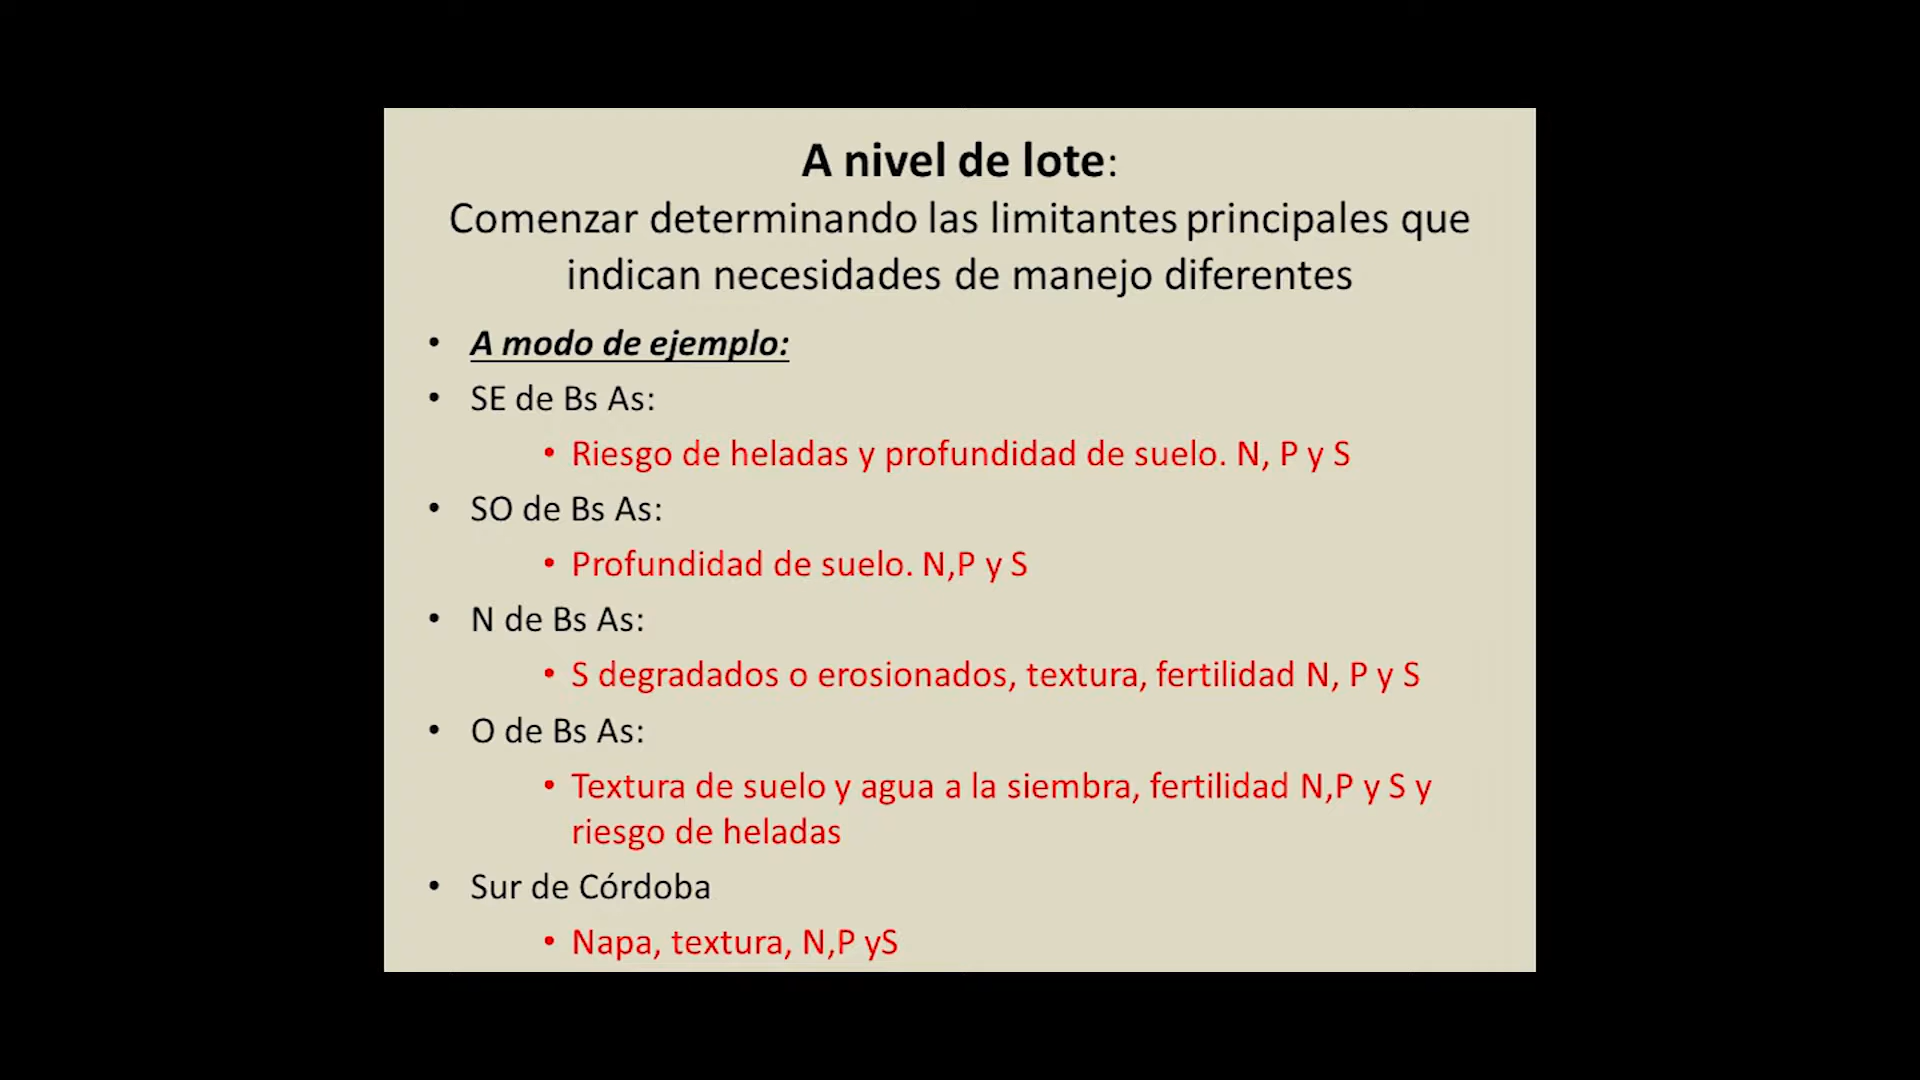 A nivel de lote:
Comenzar determinando las limitantes principales que
indican necesidades de manejo diferentes
• A modo de ejemplo:
• SE de Bs As:
• Riesgo de heladas y profundidad de suelo. N, P y S
• SO de Bs As:
• Profundidad de suelo. N,P y S
• N de Bs As:
• S degradados o erosionados, textura, fertilidad N, P y S
• O de Bs As:
• Textura de suelo y agua a la siembra, fertilidad N,P y S y
riesgo de heladas
• Sur de Córdoba
• Napa, textura, N,P yS